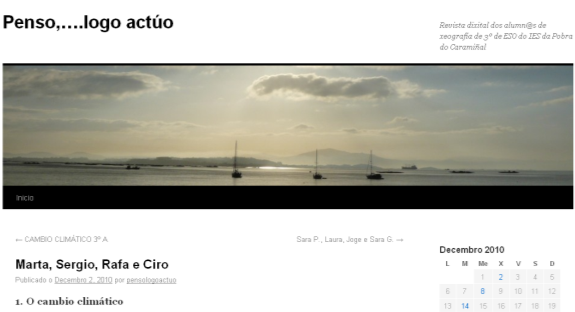 Penso,....logo actúo
Revista dixital dos alumn@s de
xeografía de 3º de ESO do IES da Pobra
do Caramiñal
Inicio
← CAMBIO CLIMÁTICO 3º A
Sara P., Laura, Joge e Sara G. →
Marta, Sergio, Rafa e Ciro
Publicado o Decembro 2, 2010 por pensologoactuo
1. O cambio climático
Decembro 2010
L M Me X V S D
1 2 3 4 5
6 7 8 9 10 11 12
13 14 15 16 17 18 19